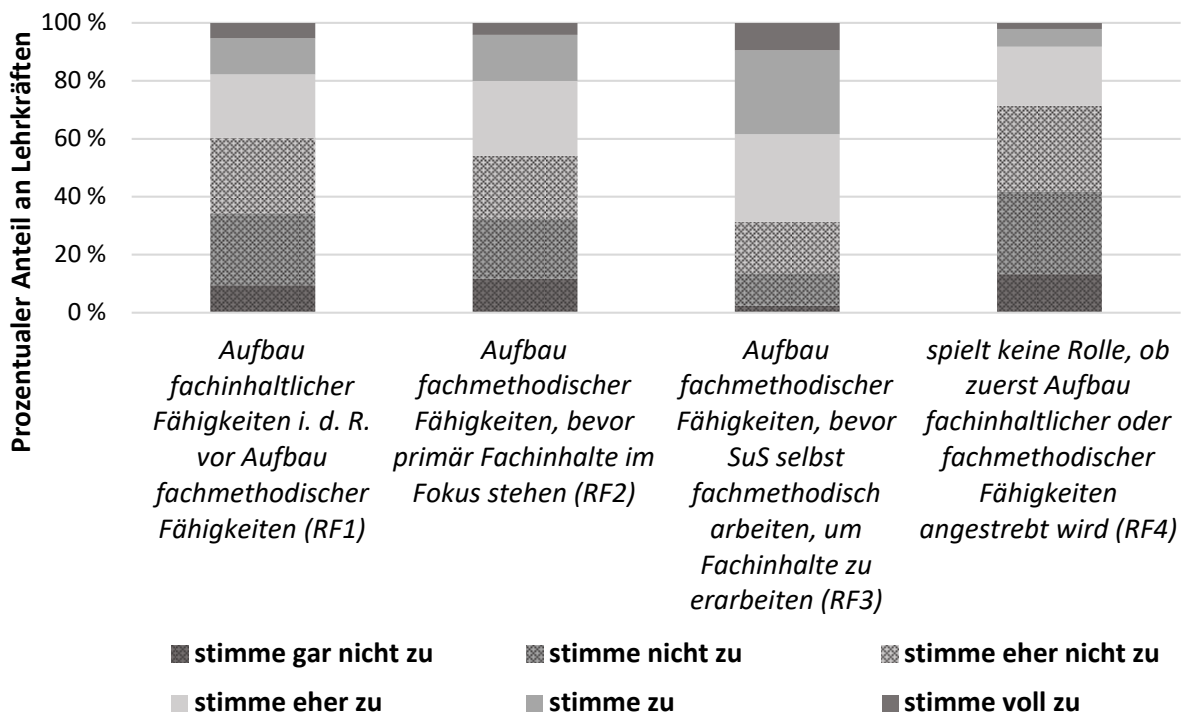 Prozentualer Anteil an Lehrkräften
100 %
80 %
60 %
40 %
20 %
0 %
Aufbau
fachinhaltlicher
Fähigkeiten i. d. R.
vor Aufbau
fachmethodischer
Fähigkeiten (RF1)
Aufbau
fachmethodischer
Fähigkeiten, bevor
primär Fachinhalte im
Fokus stehen (RF2)
Aufbau
fachmethodischer
Fähigkeiten, bevor
SuS selbst
fachmethodisch
arbeiten, um
Fachinhalte zu
erarbeiten (RF3)
spielt keine Rolle, ob
zuerst Aufbau
fachinhaltlicher oder
fachmethodischer
Fähigkeiten
angestrebt wird (RF4)
stimme gar nicht zu
stimme nicht zu
stimme eher nicht zu
stimme eher zu
stimme zu
stimme voll zu